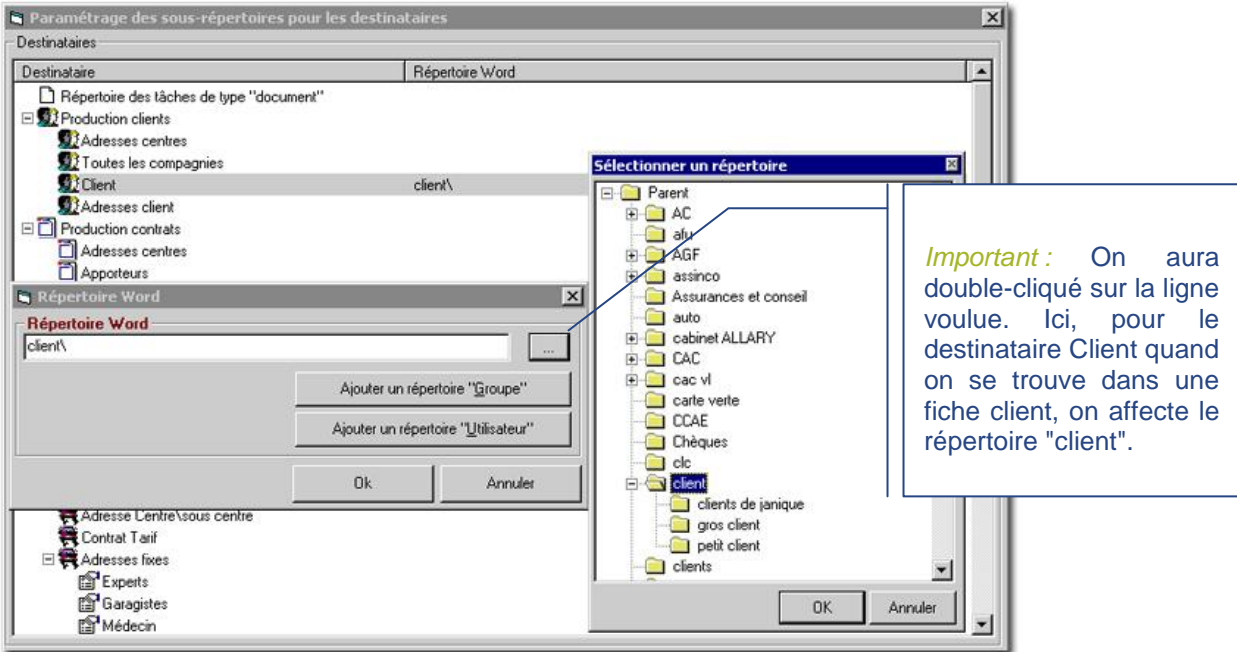 Paramétrage des sous-répertoires pour les destinataires
Destinataires
Destinataire Répertoire Word
Répertoire des tâches de type "document"
Production clients
Adresses centres
Toutes les compagnies
Client client\
Adresses client
Production contrats
Adresses centres
Apporteurs
Répertoire Word
Répertoire Word
client\
...
Ajouter un répertoire "Groupe"
Ajouter un répertoire "Utilisateur"
Ok Annuler
Adresse Centre\sous centre
Contrat Tarif
Adresses fixes
Experts
Garagistes
Médecin
Sélectionner un répertoire
Parent
AC
afu
AGF
assinco
Assurances et conseil
auto
cabinet ALLARY
CAC
cac vl
carte verte
CCAE
Chèques
clc
client
clients de janique
gros client
petit client
clients
OK Annuler
Important : On aura
double-cliqué sur la ligne
voulue. Ici, pour le
destinataire Client quand
on se trouve dans une
fiche client, on affecte le
répertoire "client".